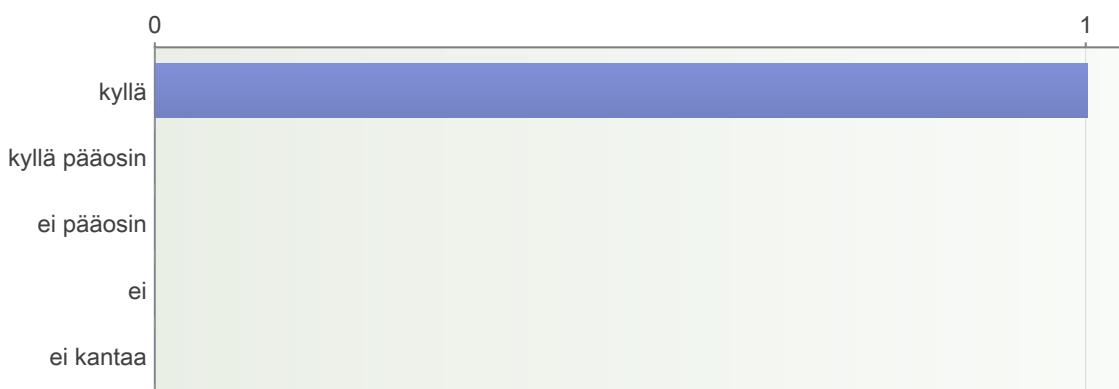 0 1
kyllä
kyllä pääosin
ei pääosin
ei
ei kantaa